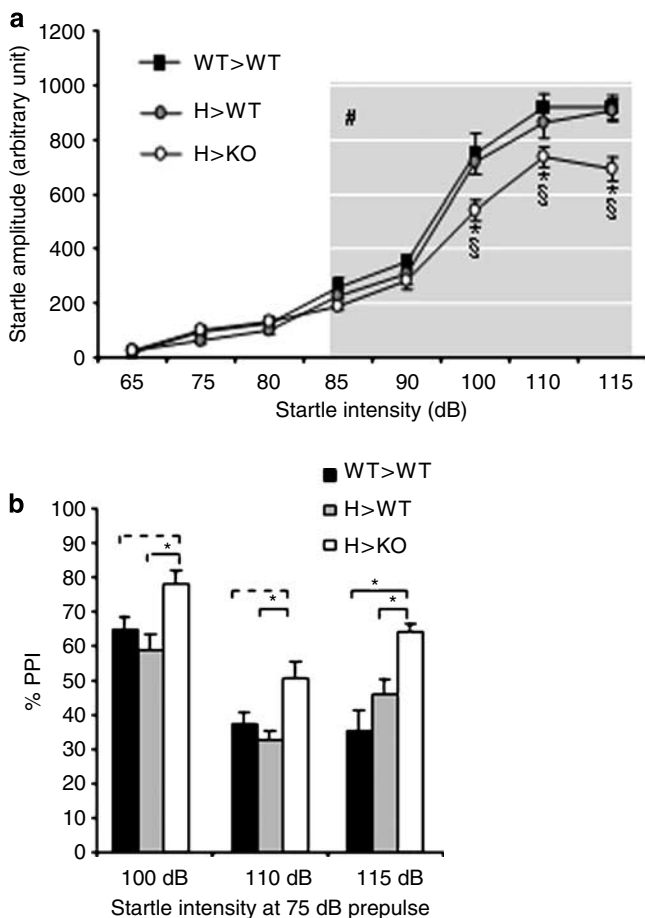 a
1200
1000
800
600
400
200
0
Startle amplitude (arbitrary unit)
WT>WT
H>WT
H>KO
#
*§
*§
*§
65 75 80 85 90 100 110 115
Startle intensity (dB)
b
WT>WT
H>WT
H>KO
100
90
80
70
60
50
40
30
20
10
0
% PPI
*
*
*
*
100 dB 110 dB 115 dB
Startle intensity at 75 dB prepulse